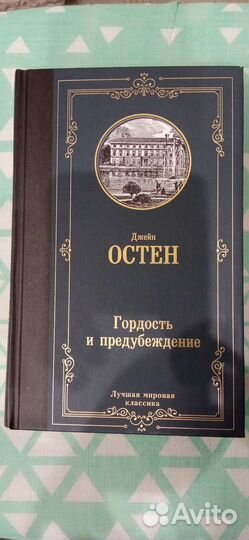 Джейн
ОСТЕН
Гордость
и предубеждение
Лучшая мировая
классика
Avito